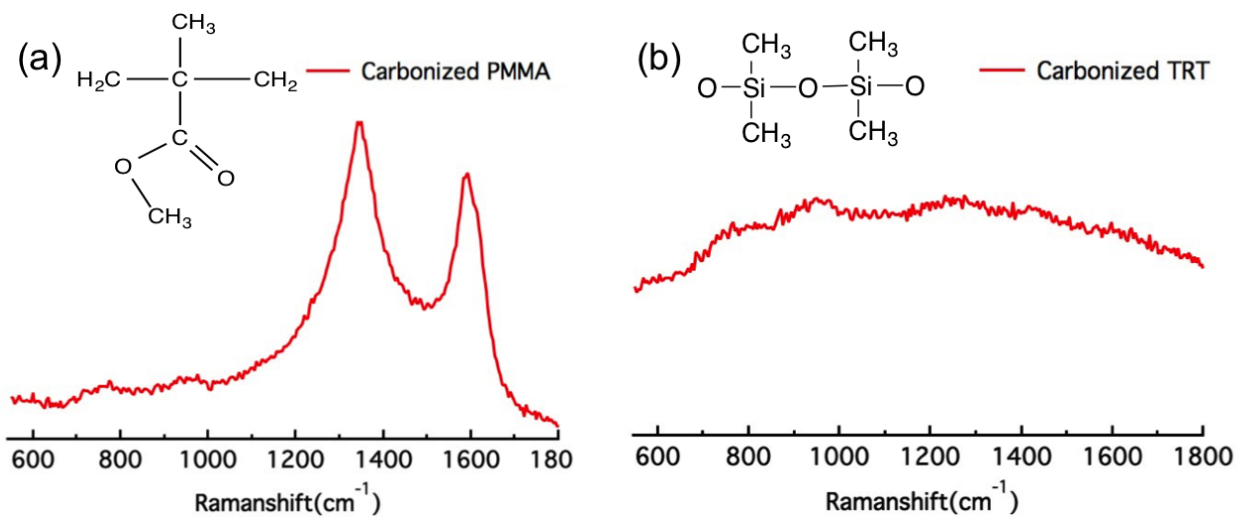 (a)
CH3
H2C
C
CH2
C
O
O
CH3
Carbonized PMMA
600
800
1000
1200
1400
1600
180
Ramanshift(cm-1)
(b)
CH3
CH3
O
Si
O
Si
O
CH3
CH3
Carbonized TRT
600
800
1000
1200
1400
1600
1800
Ramanshift(cm-1)